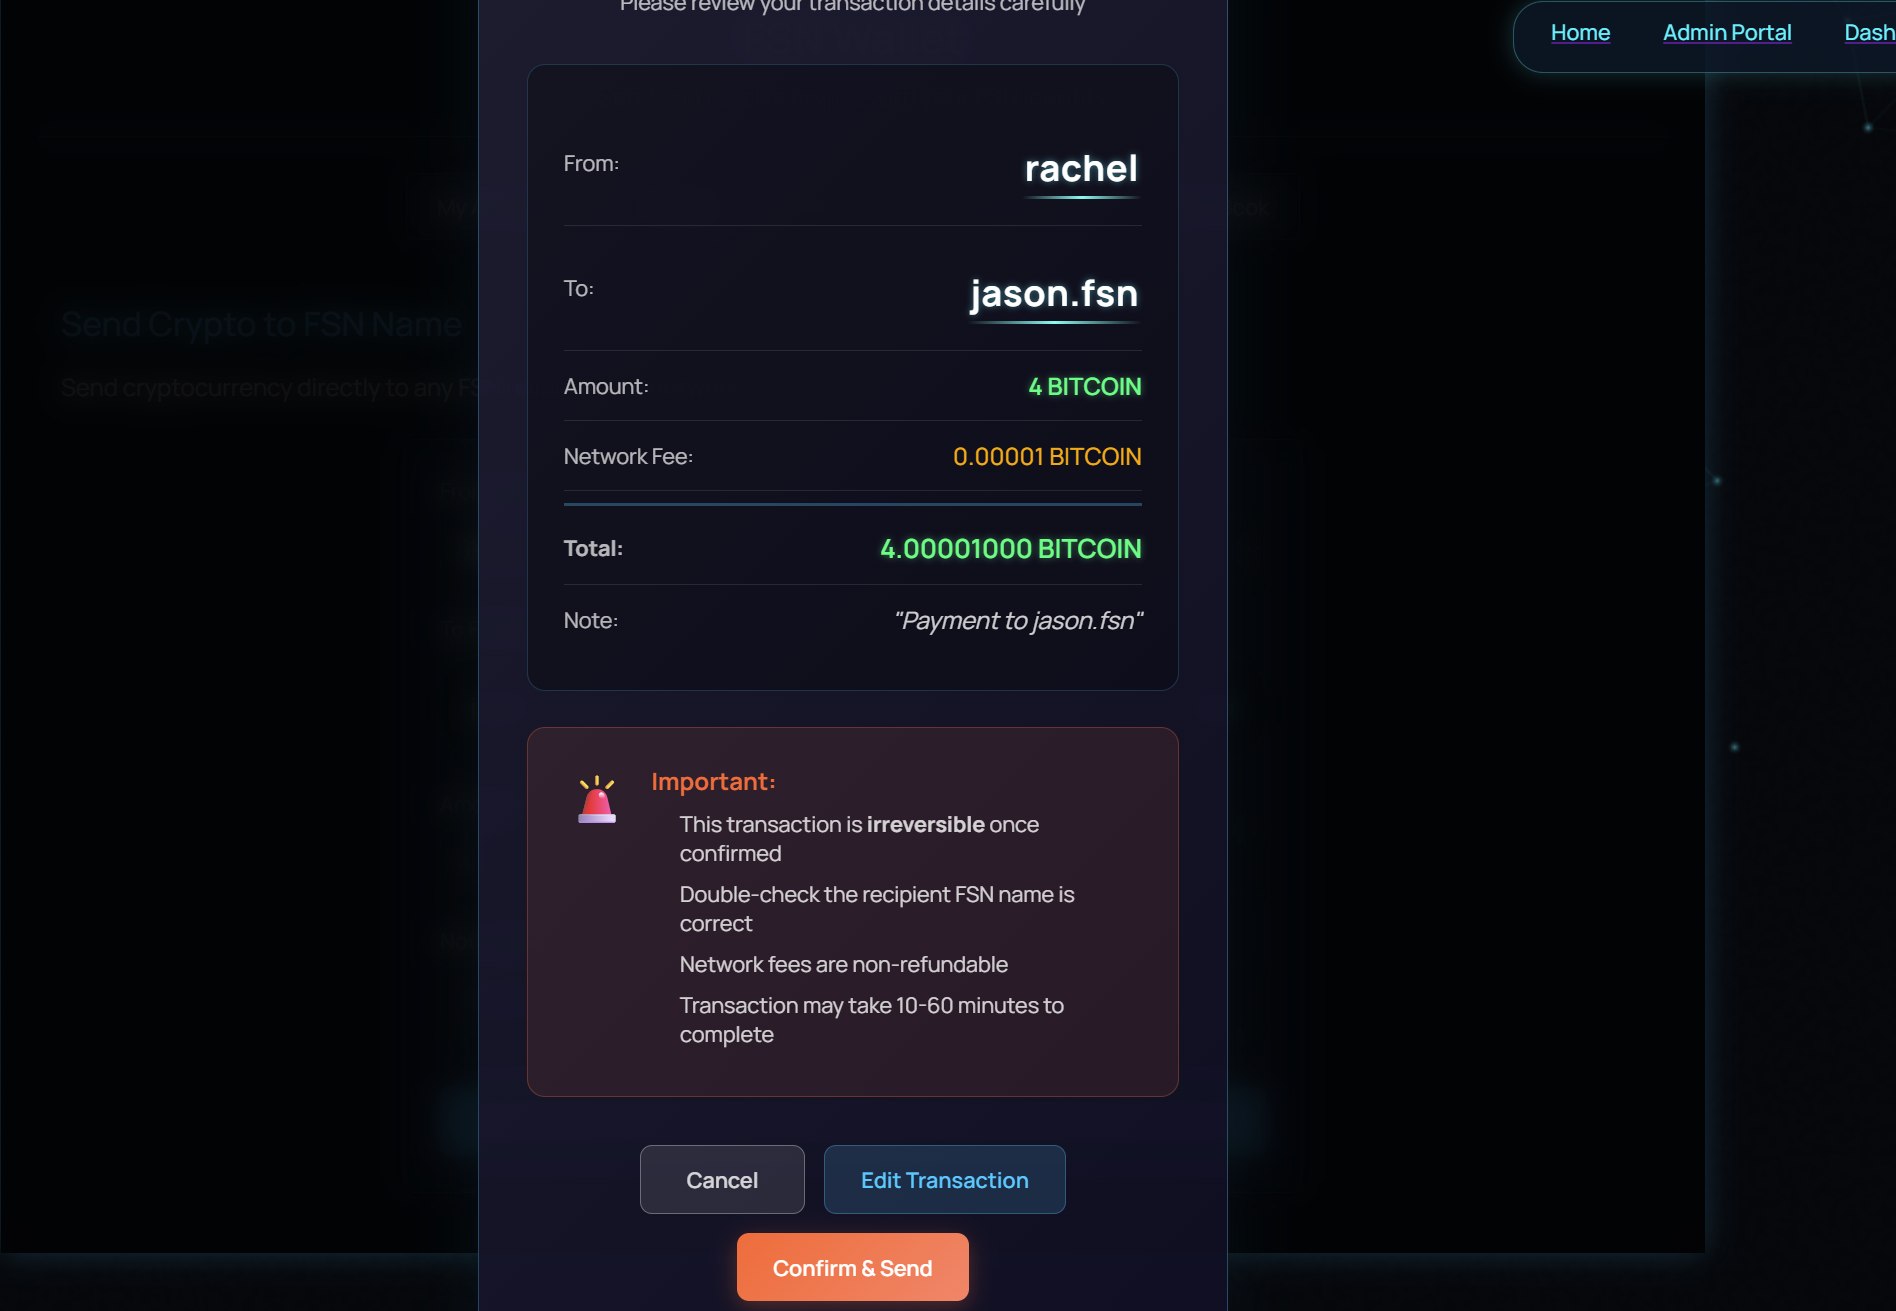 Please review your transaction details carefully
Home
Admin Portal
Dash
From:
rachel
To:
jason.fsn
Send Crypto to FSN Name
Send cryptocurrency directly to any FS
Amount:
4 BITCOIN
Network Fee:
0.00001 BITCOIN
Total:
4.00001000 BITCOIN
Note:
"Payment to jason.fsn"
Important:
This transaction is irreversible once
confirmed
Double-check the recipient FSN name is
correct
Network fees are non-refundable
Transaction may take 10-60 minutes to
complete
Cancel
Edit Transaction
Confirm & Send